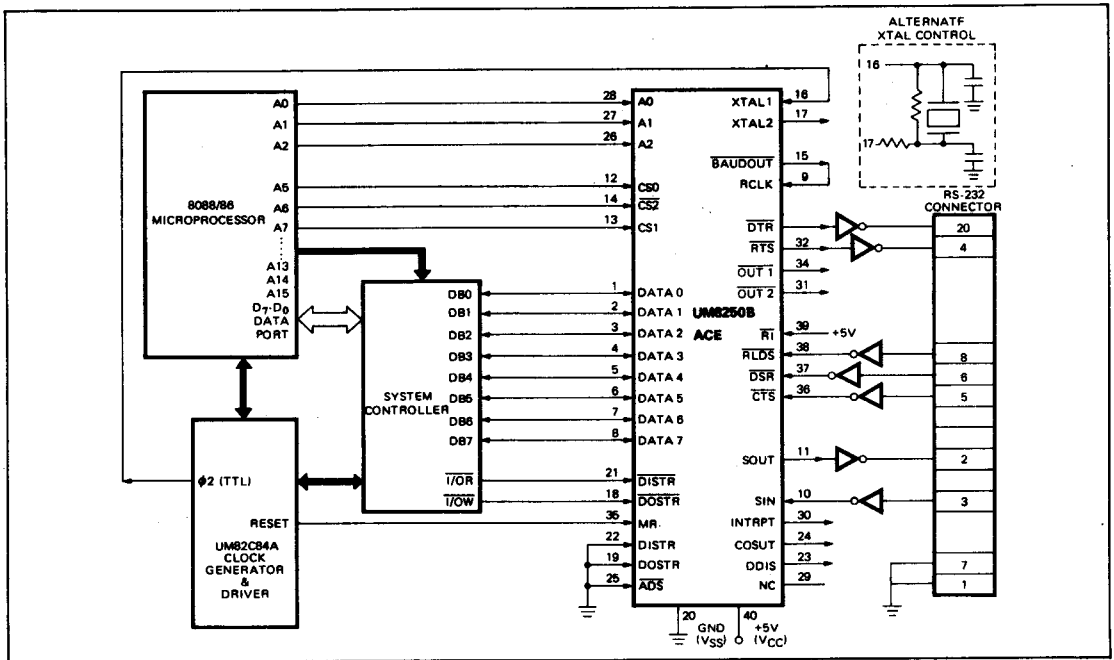 ALTERNATF
XTAL CONTROL
16
17
8088/86
MICROPROCESSOR
A0
A1
A2
A5
A6
A7
A13
A14
A15
D7-D0
DATA
PORT
φ2 (TTL)
RESET
UM82C84A
CLOCK
GENERATOR
&
DRIVER
SYSTEM
CONTROLLER
DB0
DB1
DB2
DB3
DB4
DB5
DB6
DB7
I/OR
I/OW
28 A0
27 A1
26 A2
12 CS0
14 CS2
13 CS1
1 DATA 0
2 DATA 1
3 DATA 2
4 DATA 3
5 DATA 4
6 DATA 5
7 DATA 6
8 DATA 7
21 DISTR
18 DOSTR
35 MR
22 DISTR
19 DOSTR
25 ADS
UM8250B
ACE
XTAL1 16
XTAL2 17
BAUDOUT 15
RCLK 9
DTR
RTS 32
OUT 1 34
OUT 2 31
RI 39 +5V
RLDS 38
DSR 37
CTS 36
SOUT 11
SIN 10
INTRPT 30
COSUT 24
DDIS 23
NC 29
20
GND
(VSS)
40
+5V
(VCC)
RS-232
CONNECTOR
20
4
8
6
5
2
3
7
1